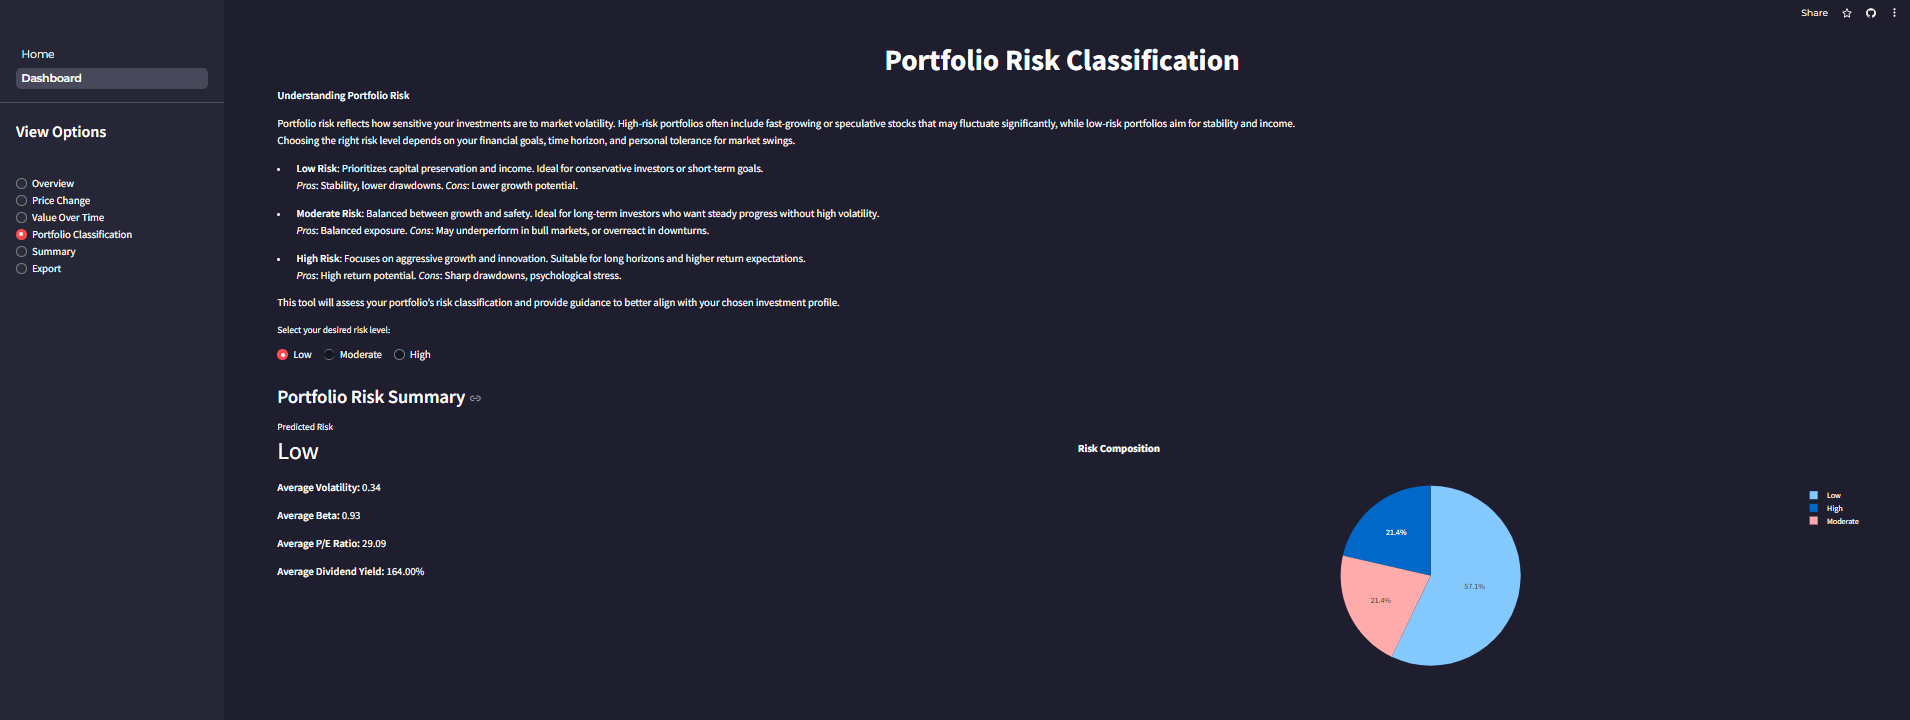 Share
Home
Dashboard
View Options
Overview
Price Change
Value Over Time
Portfolio Classification
Summary
Export
Portfolio Risk Classification
Understanding Portfolio Risk
Portfolio risk reflects how sensitive your investments are to market volatility. High-risk portfolios often include fast-growing or speculative stocks that may fluctuate significantly, while low-risk portfolios aim for stability and income.
Choosing the right risk level depends on your financial goals, time horizon, and personal tolerance for market swings.
• Low Risk: Prioritizes capital preservation and income. Ideal for conservative investors or short-term goals.
Pros: Stability, lower drawdowns. Cons: Lower growth potential.
• Moderate Risk: Balanced between growth and safety. Ideal for long-term investors who want steady progress without high volatility.
Pros: Balanced exposure. Cons: May underperform in bull markets, or overreact in downturns.
• High Risk: Focuses on aggressive growth and innovation. Suitable for long horizons and higher return expectations.
Pros: High return potential. Cons: Sharp drawdowns, psychological stress.
This tool will assess your portfolio's risk classification and provide guidance to better align with your chosen investment profile.
Select your desired risk level:
Low Moderate High
Portfolio Risk Summary
Predicted Risk
Low
Average Volatility: 0.34
Average Beta: 0.93
Average P/E Ratio: 29.09
Average Dividend Yield: 164.00%
Risk Composition
21.4%
57.1%
21.4%
Low
High
Moderate